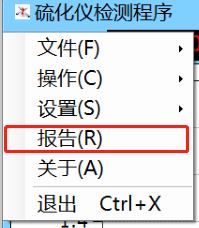 硫化仪检测程序
文件(F)
操作(C)
设置(S)
报告(R)
关于(A)
退出 Ctrl+X